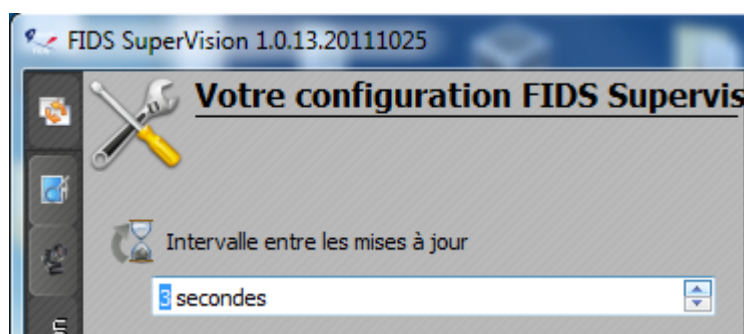 FIDS SuperVision 1.0.13.20111025
Votre configuration FIDS Supervis
Intervalle entre les mises à jour
3 secondes